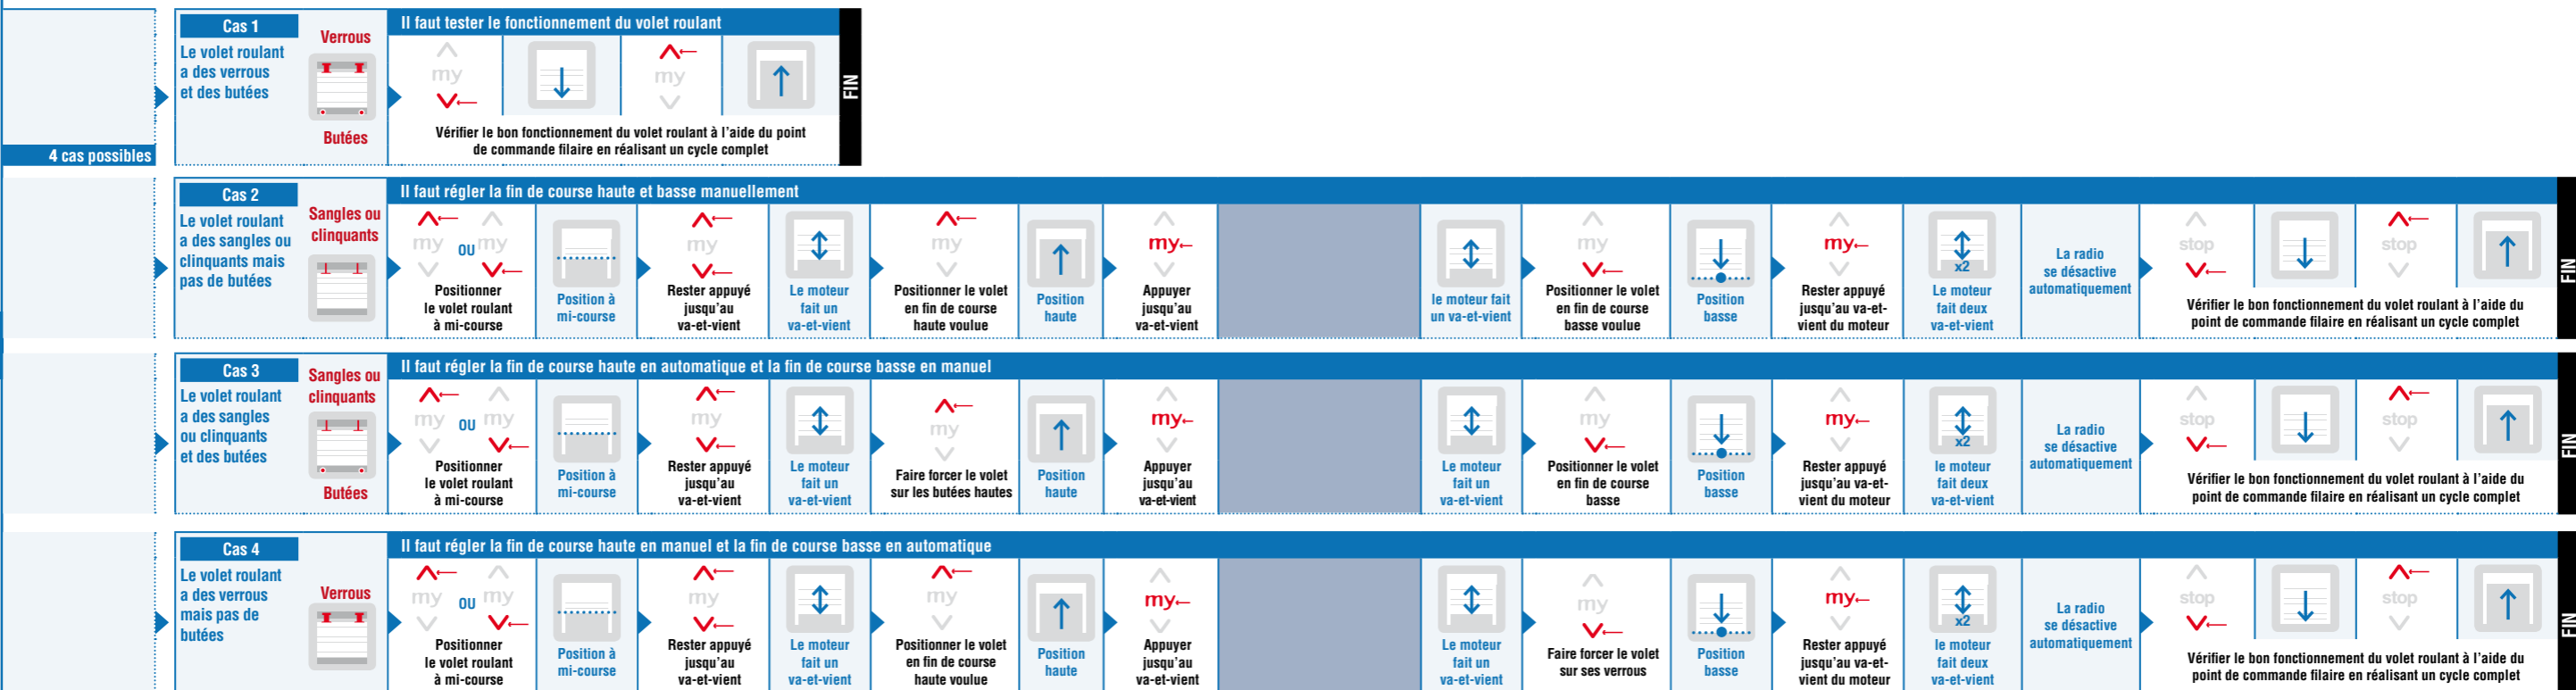 4 cas possibles
Cas 1
Le volet roulant
a des verrous
et des butées
Verrous
Butées
Il faut tester le fonctionnement du volet roulant
my
my
Vérifier le bon fonctionnement du volet roulant à l'aide du point
de commande filaire en réalisant un cycle complet
FIN
Cas 2
Le volet roulant
a des sangles ou
clinquants mais
pas de butées
Sangles ou
clinquants
Il faut régler la fin de course haute et basse manuellement
my OU my
Positionner
le volet roulant
à mi-course
Position à
mi-course
my
Rester appuyé
jusqu'au
va-et-vient
Le moteur
fait un
va-et-vient
my
Positionner le volet
en fin de course
haute voulue
Position
haute
my
Appuyer
jusqu'au
va-et-vient
le moteur fait
un va-et-vient
my
Positionner le volet
en fin de course
basse voulue
Position
basse
my
Rester appuyé
jusqu'au va-et-
vient du moteur
x2
Le moteur
fait deux
va-et-vient
La radio
se désactive
automatiquement
stop
stop
Vérifier le bon fonctionnement du volet roulant à l'aide du
point de commande filaire en réalisant un cycle complet
FIN
Cas 3
Le volet roulant
a des sangles
ou clinquants
et des butées
Sangles ou
clinquants
Butées
Il faut régler la fin de course haute en automatique et la fin de course basse en manuel
my OU my
Positionner
le volet roulant
à mi-course
Position à
mi-course
my
Rester appuyé
jusqu'au
va-et-vient
Le moteur
fait un
va-et-vient
my
Faire forcer le volet
sur les butées hautes
Position
haute
my
Appuyer
jusqu'au
va-et-vient
Le moteur
fait un
va-et-vient
my
Positionner le volet
en fin de course
basse
Position
basse
my
Rester appuyé
jusqu'au va-et-
vient du moteur
x2
le moteur
fait deux
va-et-vient
La radio
se désactive
automatiquement
stop
stop
Vérifier le bon fonctionnement du volet roulant à l'aide du
point de commande filaire en réalisant un cycle complet
FIN
Cas 4
Le volet roulant
a des verrous
mais pas de
butées
Verrous
Il faut régler la fin de course haute en manuel et la fin de course basse en automatique
my OU my
Positionner
le volet roulant
à mi-course
Position à
mi-course
my
Rester appuyé
jusqu'au
va-et-vient
Le moteur
fait un
va-et-vient
my
Positionner le volet
en fin de course
haute voulue
Position
haute
my
Appuyer
jusqu'au
va-et-vient
Le moteur
fait un
va-et-vient
my
Faire forcer le volet
sur ses verrous
Position
basse
my
Rester appuyé
jusqu'au va-et-
vient du moteur
x2
le moteur
fait deux
va-et-vient
La radio
se désactive
automatiquement
stop
stop
Vérifier le bon fonctionnement du volet roulant à l'aide du
point de commande filaire en réalisant un cycle complet
FIN